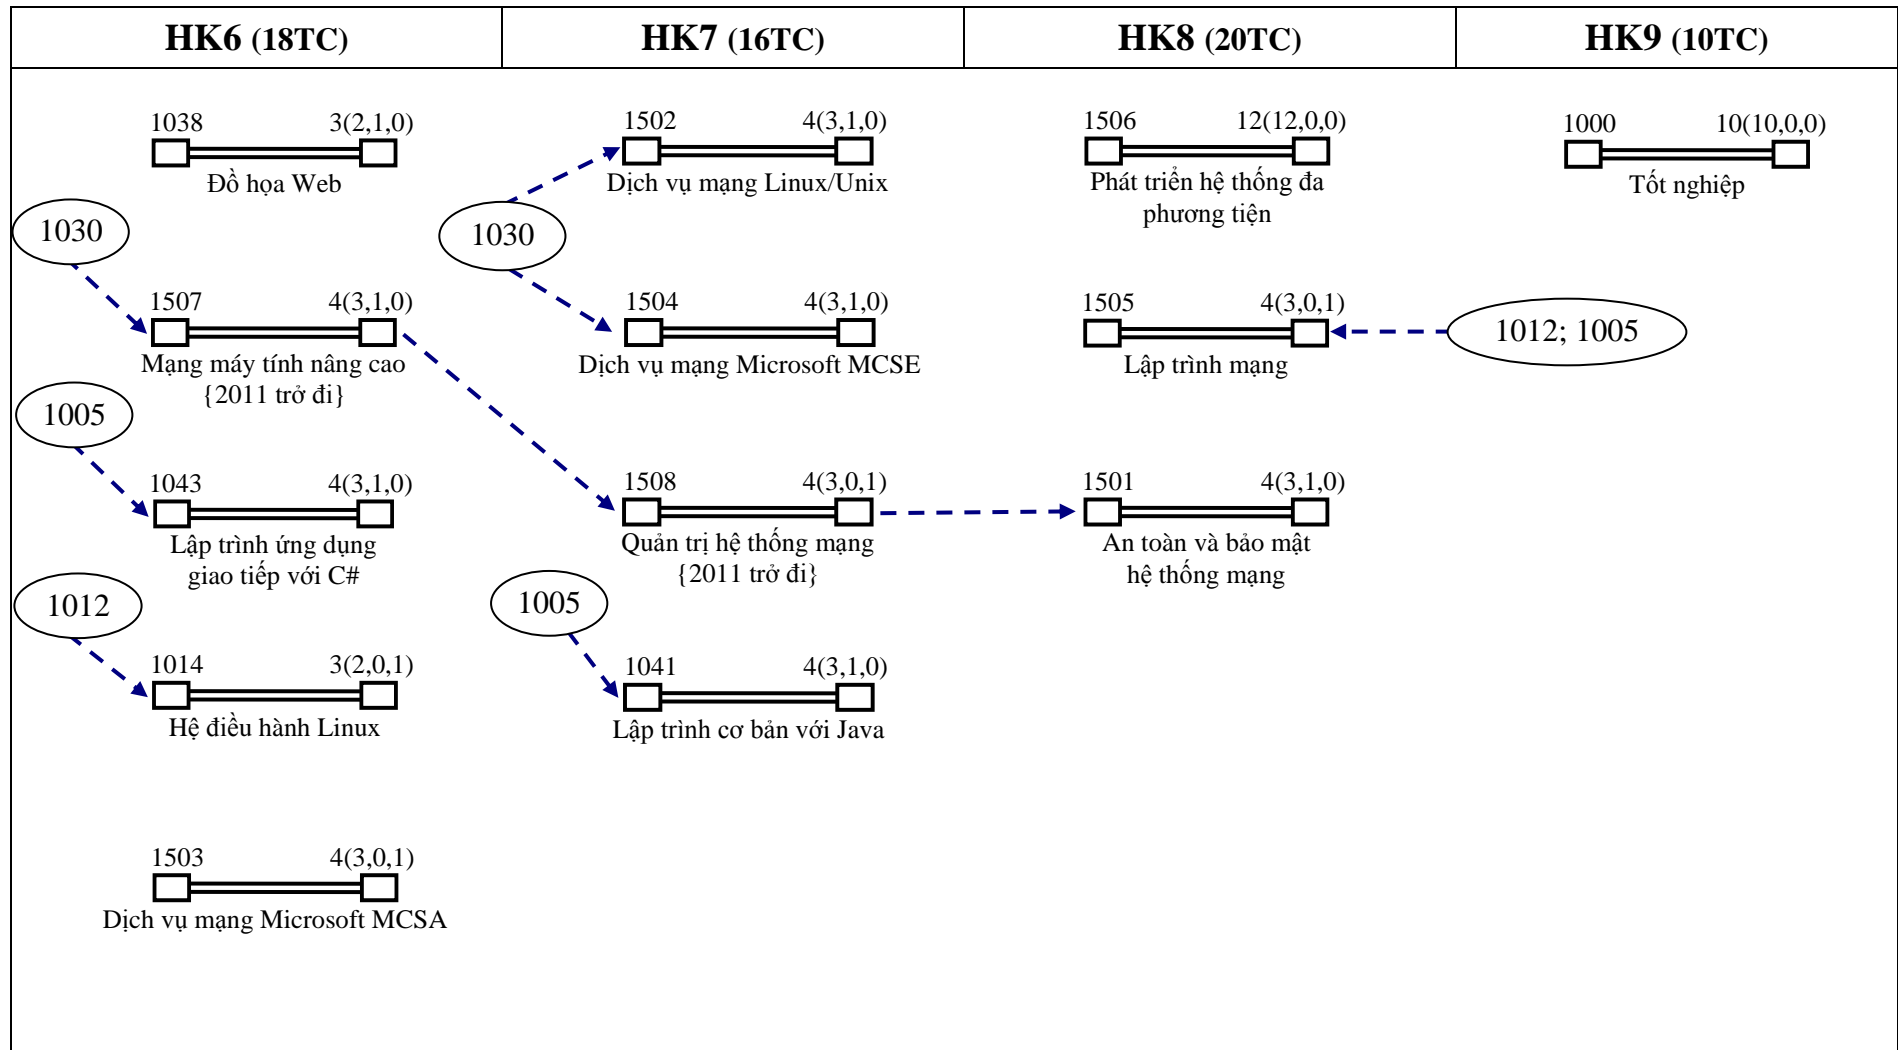 HK6 (18TC)
HK7 (16TC)
HK8 (20TC)
HK9 (10TC)
1038 3(2,1,0)
Đồ họa Web
1030
1507 4(3,1,0)
Mạng máy tính nâng cao
{2011 trở đi}
1005
1043 4(3,1,0)
Lập trình ứng dụng
giao tiếp với C#
1012
1014 3(2,0,1)
Hệ điều hành Linux
1503 4(3,0,1)
Dịch vụ mạng Microsoft MCSA
1502 4(3,1,0)
Dịch vụ mạng Linux/Unix
1030
1504 4(3,1,0)
Dịch vụ mạng Microsoft MCSE
1508 4(3,0,1)
Quản trị hệ thống mạng
{2011 trở đi}
1005
1041 4(3,1,0)
Lập trình cơ bản với Java
1506 12(12,0,0)
Phát triển hệ thống đa
phương tiện
1505 4(3,0,1)
Lập trình mạng
1501 4(3,1,0)
An toàn và bảo mật
hệ thống mạng
1000 10(10,0,0)
Tốt nghiệp
1012; 1005